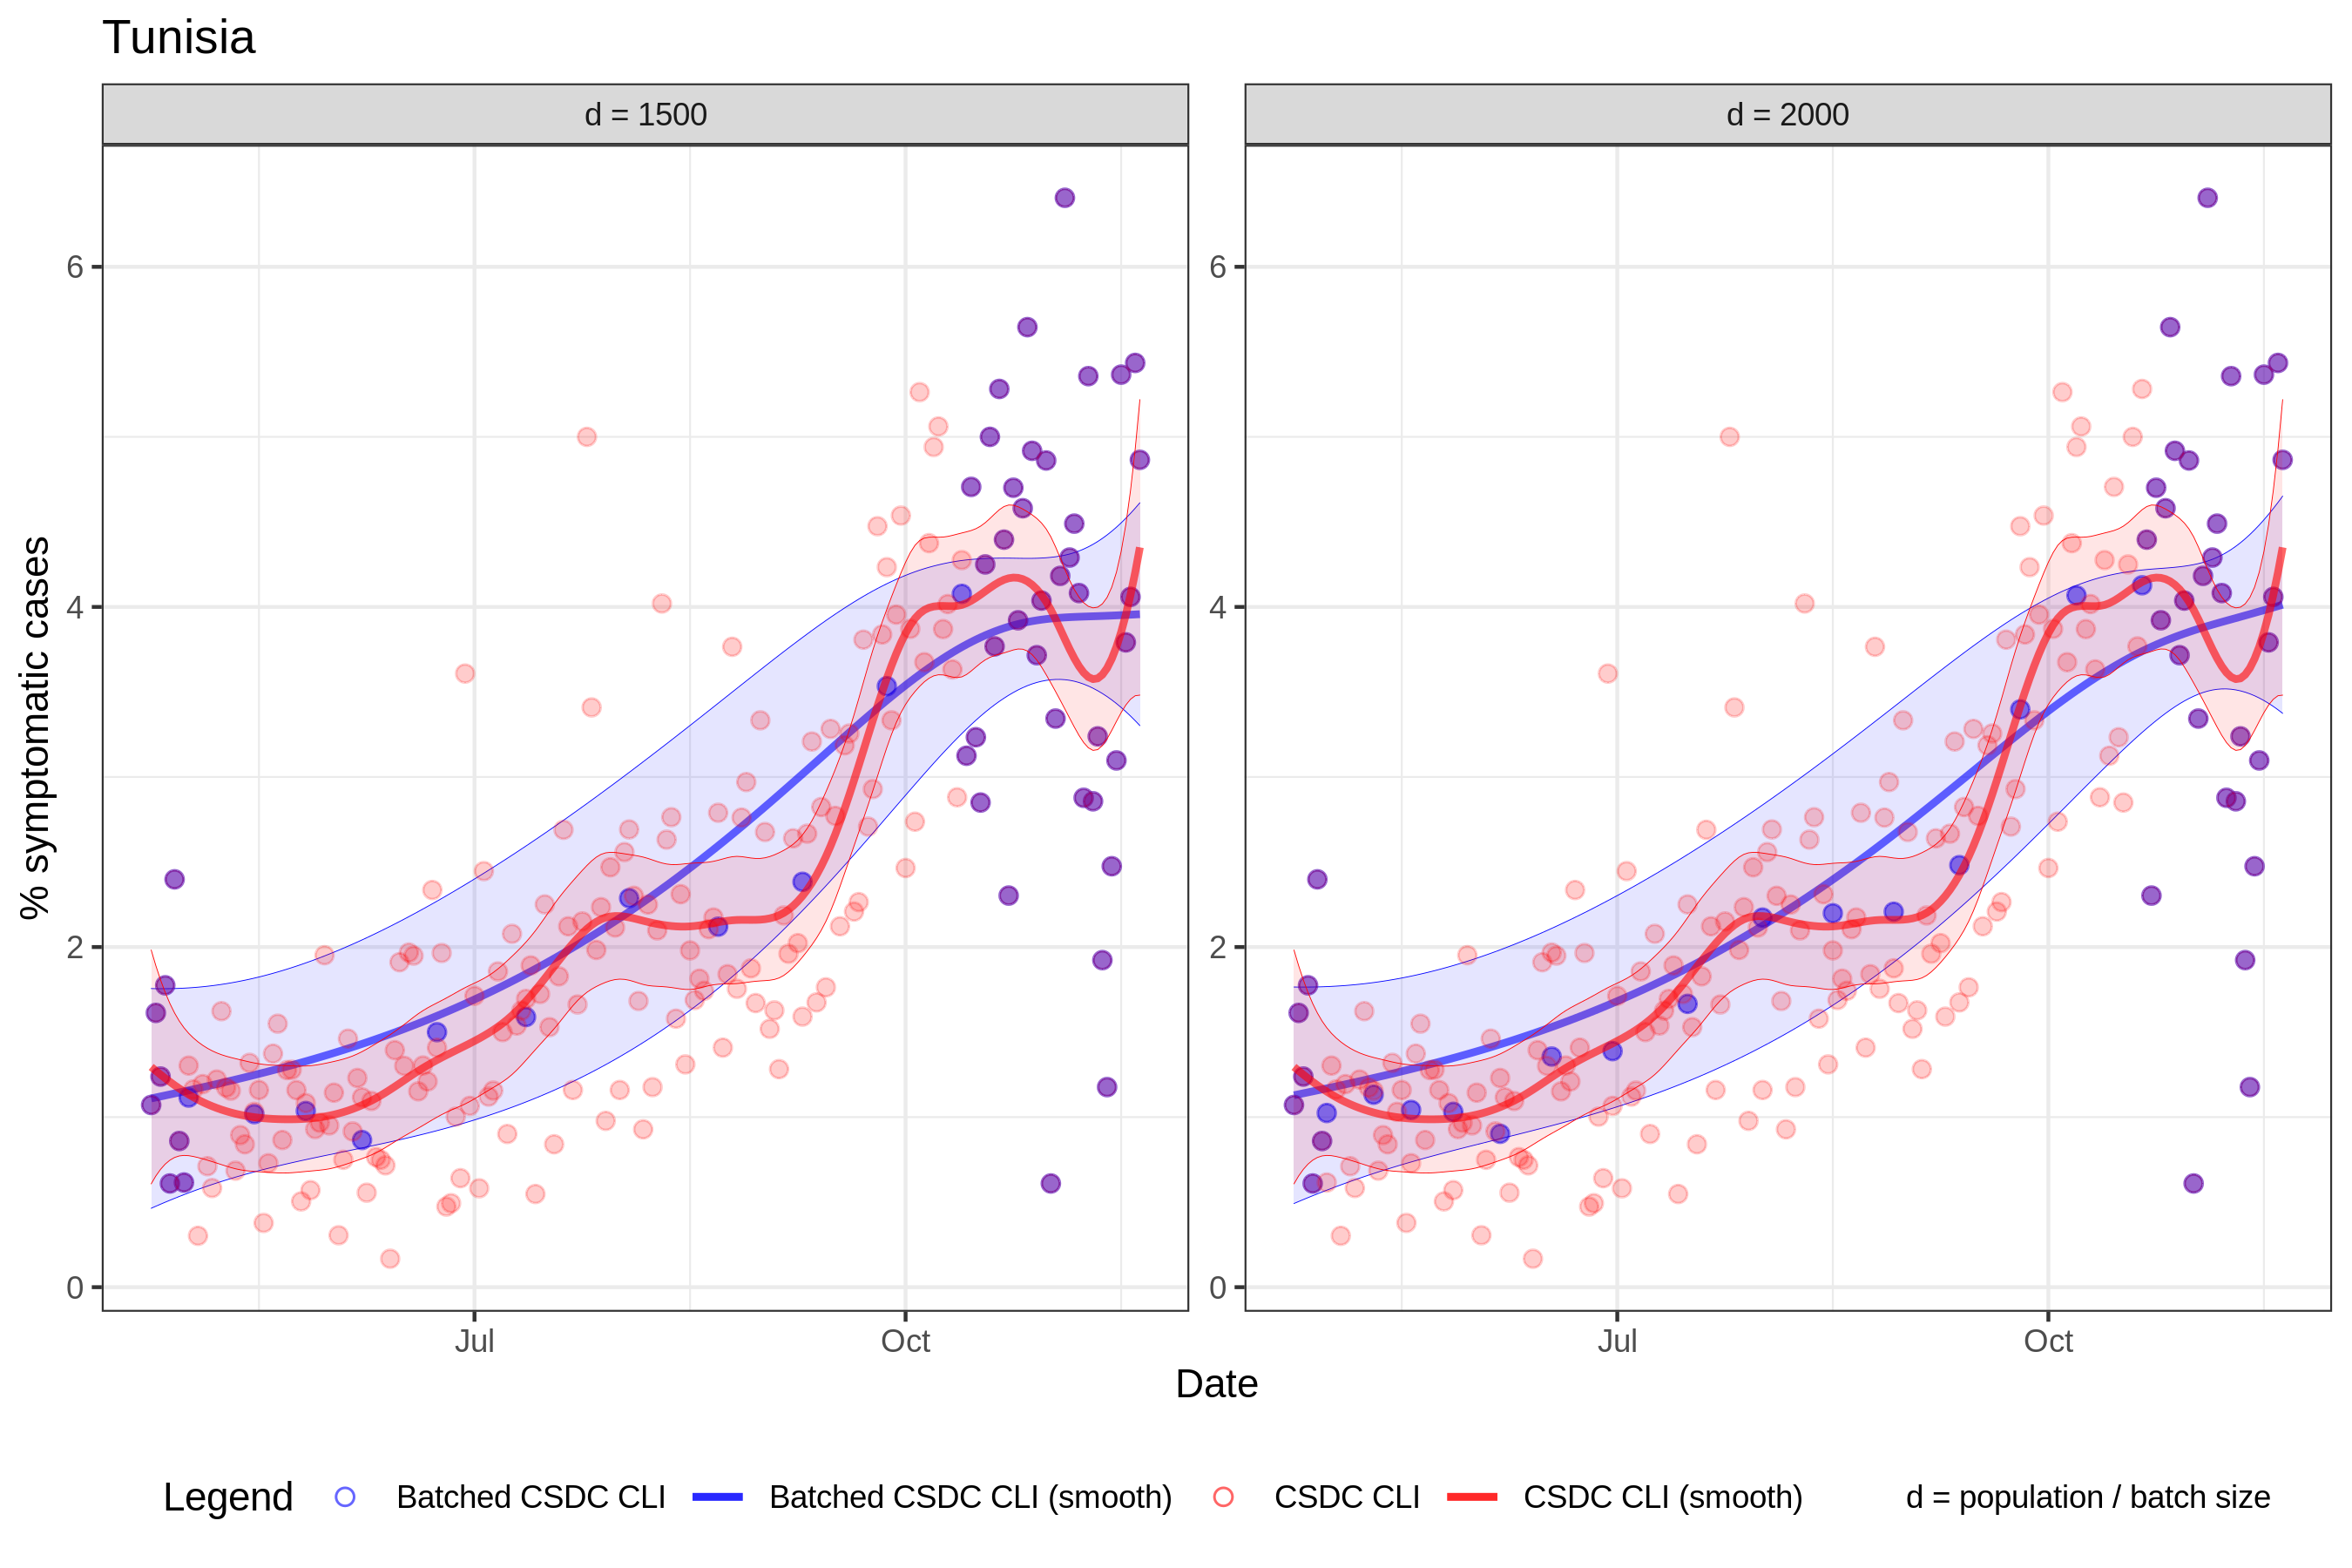 Tunisia
d = 1500
d = 2000
% symptomatic cases
6
4
2
0
6
4
2
0
Jul
Oct
Jul
Oct
Date
Legend
Batched CSDC CLI
Batched CSDC CLI (smooth)
CSDC CLI
CSDC CLI (smooth)
d = population / batch size